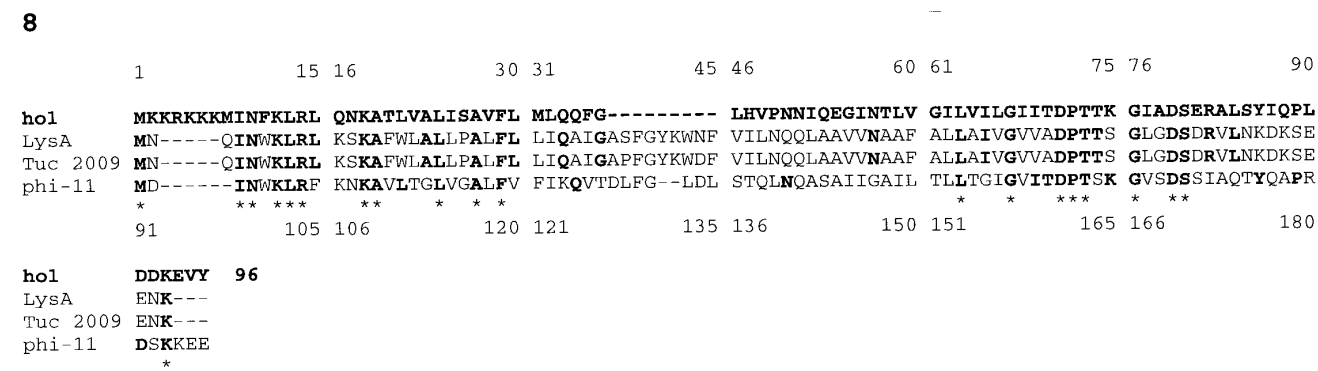 8
1 15 16 30 31 45 46 60 61 75 76 90
hol MKKRKKKMINFKLRL QNKATLVALISAVFL MLQQFG--------- LHVPNNIQEGINTLV GILVILGIITDPTTK GIADSERALSYIQPL
LysA MN-----QINWKLRL KSKAFWLALLPALFL LIQAIGASFGYKWNF VILNQQLAAVVNAAF ALLAIVGVVADPTTS GLGDSDRVLNKDKSE
Tuc 2009 MN-----QINWKLRL KSKAFWLALLPALFL LIQAIGAPFGYKWDF VILNQQLAAVVNAAF ALLAIVGVVADPTTS GLGDSDRVLNKDKSE
phi-11 MD------INWKLRF KNKAVLTGLVGALFV FIKQVTDLFG--LDL STQLNQASAIIGAIL TLLTGIGVITDPTSK GVSDSSIAQTYQAPR
* ** *** ** * * * * * *** * **
91 105 106 120 121 135 136 150 151 165 166 180
hol DDKEVY 96
LysA ENK---
Tuc 2009 ENK---
phi-11 DSKKEE
*